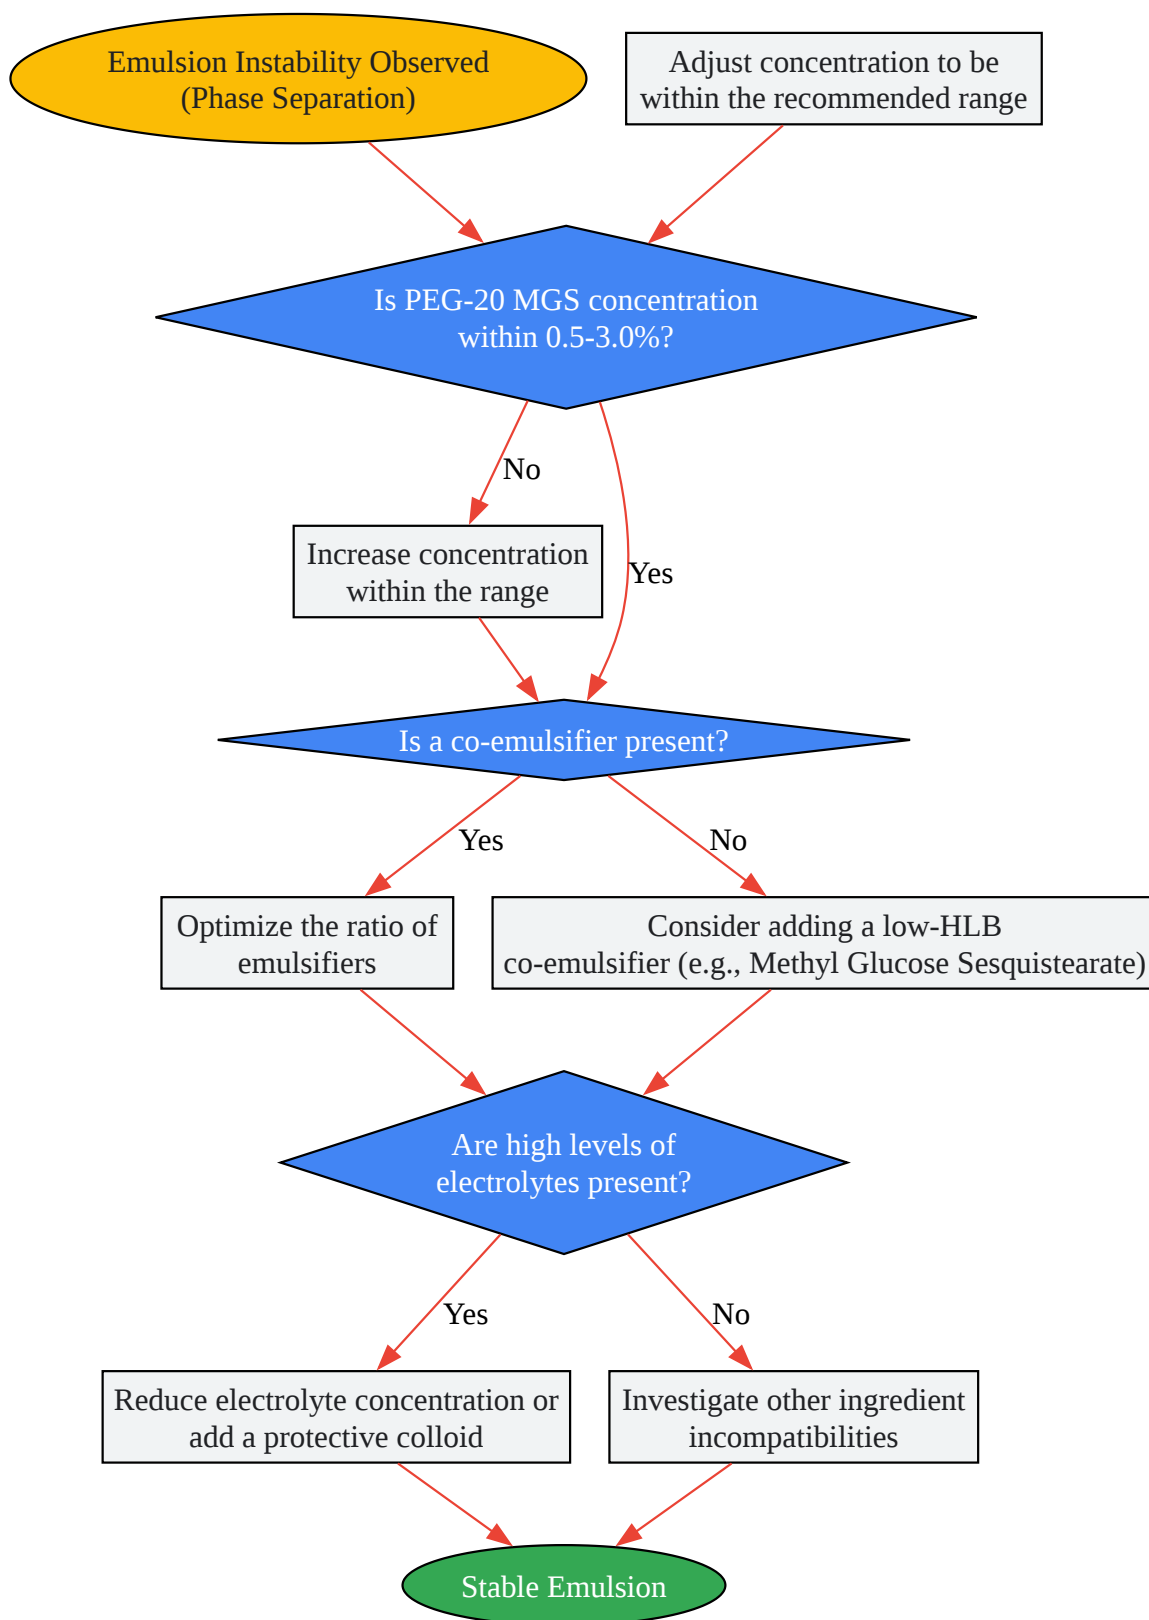 Emulsion Instability Observed
(Phase Separation)
Adjust concentration to be
within the recommended range
Is PEG-20 MGS concentration
within 0.5-3.0%?
No
Increase concentration
within the range
Yes
Is a co-emulsifier present?
Yes
No
Optimize the ratio of
emulsifiers
Consider adding a low-HLB
co-emulsifier (e.g., Methyl Glucose Sesquistearate)
Are high levels of
electrolytes present?
Yes
No
Reduce electrolyte concentration or
add a protective colloid
Investigate other ingredient
incompatibilities
Stable Emulsion